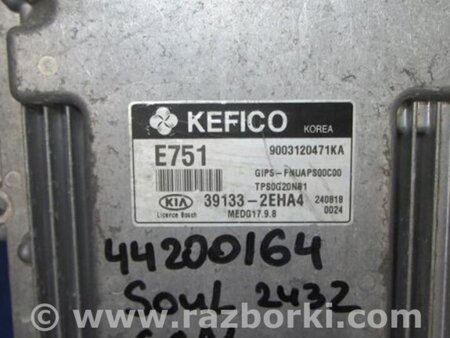 KEFICO KOREA
E751 9003120471KA
GIPS-FNUAPS00C00
TPS0G20N81
KIA 39133-2EHA4 240818
Licence Bosch MEDG17.9.8 0024
44200164
SOUL 2432
© www.razborki.com